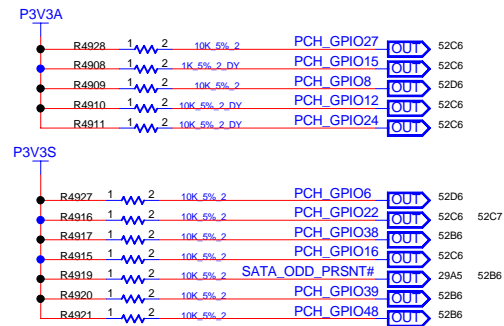 P3V3A
R4928 1 2 10K_5%_2 PCH_GPIO27 OUT 52C6
R4908 1 2 1K_5%_2_DY PCH_GPIO15 OUT 52C6
R4909 1 2 10K_5%_2 PCH_GPIO8 OUT 52D6
R4910 1 2 10K_5%_2_DY PCH_GPIO12 OUT 52C6
R4911 1 2 10K_5%_2_DY PCH_GPIO24 OUT 52C6
P3V3S
R4927 1 2 10K_5%_2 PCH_GPIO6 OUT 52D6
R4916 1 2 10K_5%_2 PCH_GPIO22 OUT 52C6 52C7
R4917 1 2 10K_5%_2 PCH_GPIO38 OUT 52B6
R4915 1 2 10K_5%_2 PCH_GPIO16 OUT 52C6
R4919 1 2 10K_5%_2 SATA_ODD_PRSNT# OUT 29A5 52B6
R4920 1 2 10K_5%_2 PCH_GPIO39 OUT 52B6
R4921 1 2 10K_5%_2 PCH_GPIO48 OUT 52B6